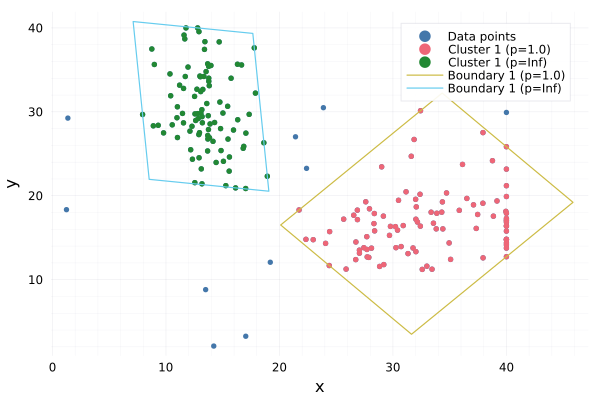 40
30
20
10
y
0
10
20
30
40
x
Data points
Cluster 1 (p=1.0)
Cluster 1 (p=Inf)
Boundary 1 (p=1.0)
Boundary 1 (p=Inf)